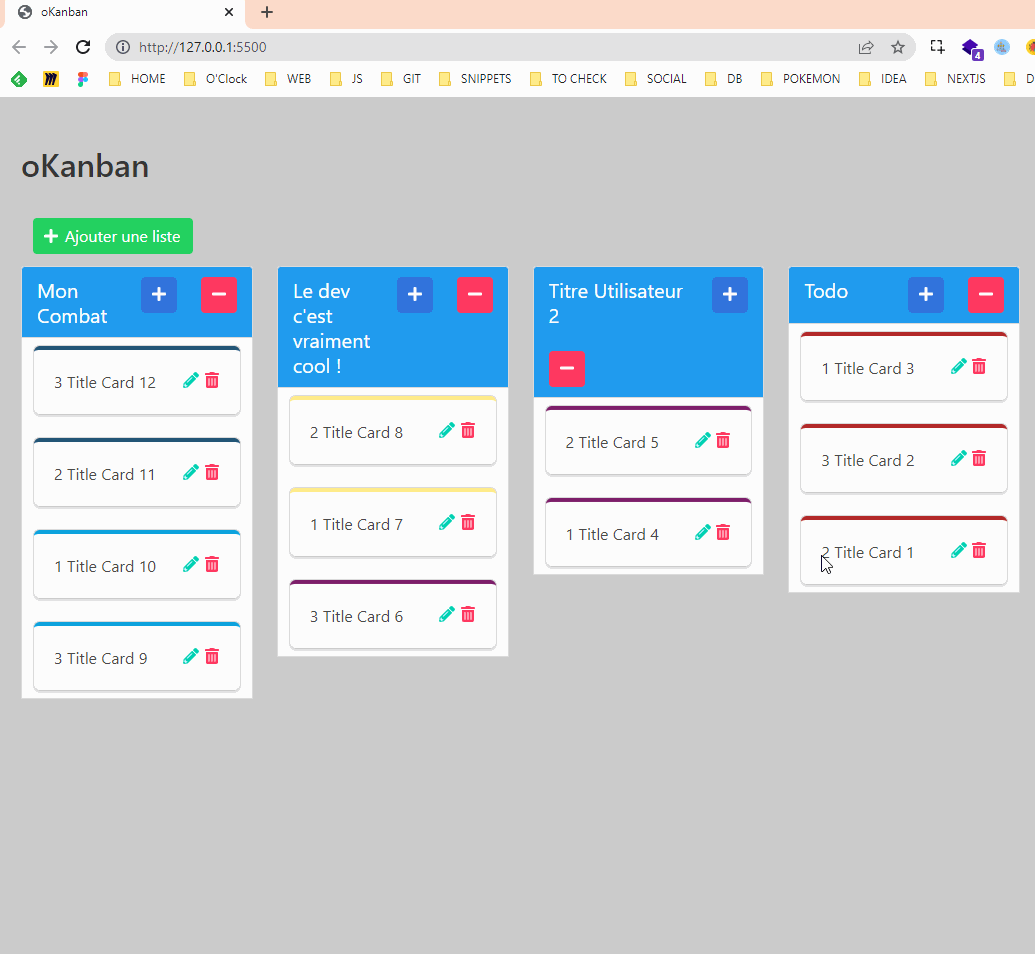 oKanban
http://127.0.0.1:5500
4
HOME O'Clock WEB JS GIT SNIPPETS TO CHECK SOCIAL DB POKEMON IDEA NEXTJS D
oKanban
Ajouter une liste
Mon
Combat
3 Title Card 12
2 Title Card 11
1 Title Card 10
3 Title Card 9
Le dev
c'est
vraiment
cool !
2 Title Card 8
1 Title Card 7
3 Title Card 6
Titre Utilisateur
2
2 Title Card 5
1 Title Card 4
Todo
1 Title Card 3
3 Title Card 2
2 Title Card 1